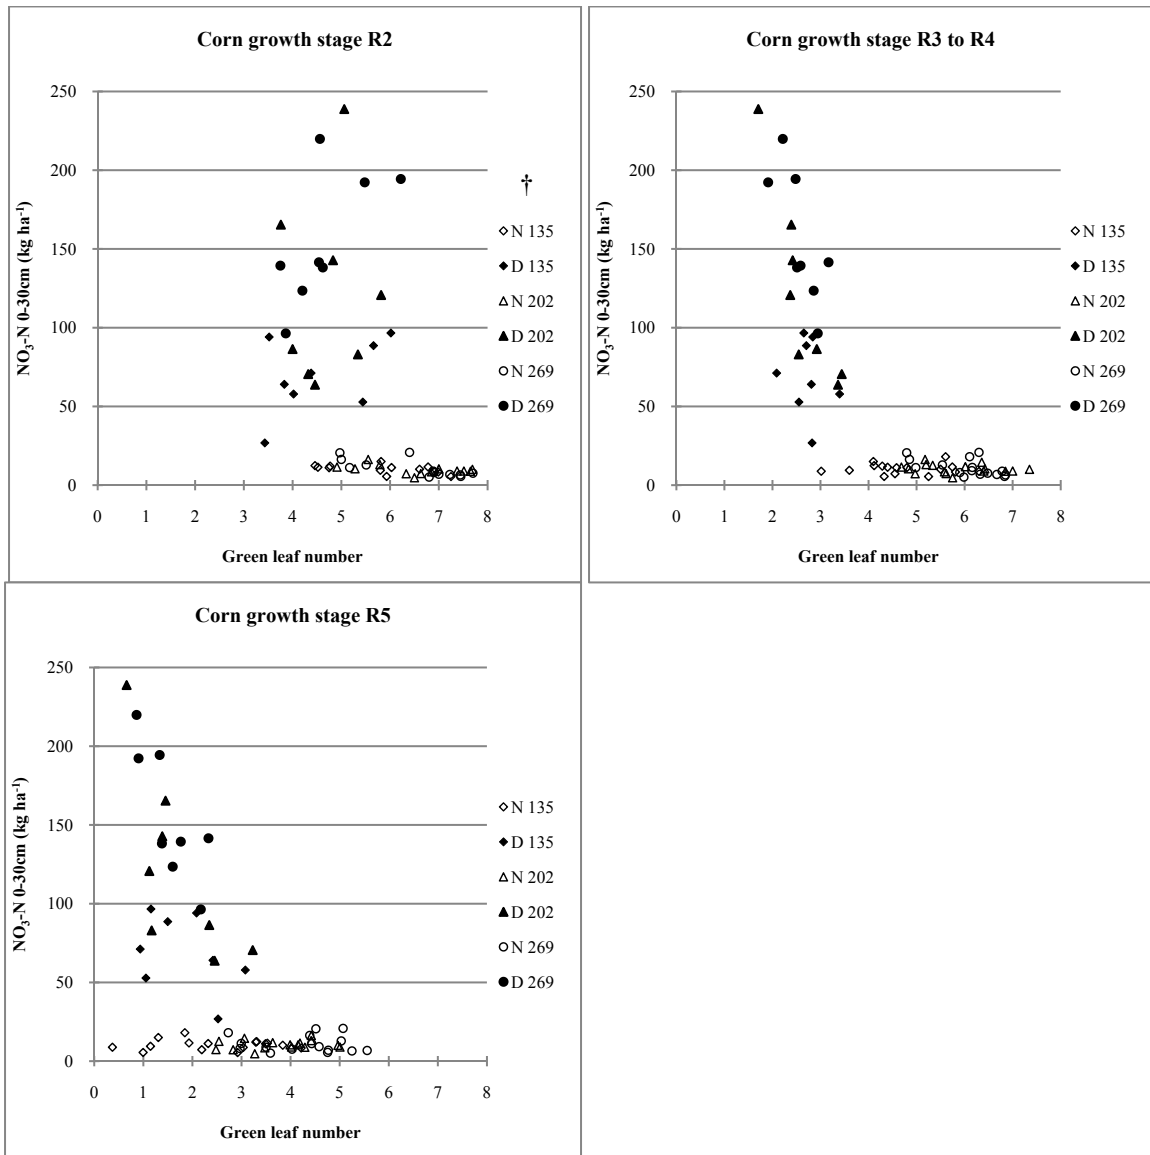 Corn growth stage R2
NO₃-N 0-30cm (kg ha⁻¹)
250
200
150
100
50
0
0 1 2 3 4 5 6 7 8
Green leaf number
†
◇ N 135
◆ D 135
△ N 202
▲ D 202
○ N 269
● D 269
Corn growth stage R3 to R4
NO₃-N 0-30cm (kg ha⁻¹)
250
200
150
100
50
0
0 1 2 3 4 5 6 7 8
Green leaf number
◇ N 135
◆ D 135
△ N 202
▲ D 202
○ N 269
● D 269
Corn growth stage R5
NO₃-N 0-30cm (kg ha⁻¹)
250
200
150
100
50
0
0 1 2 3 4 5 6 7 8
Green leaf number
◇ N 135
◆ D 135
△ N 202
▲ D 202
○ N 269
● D 269